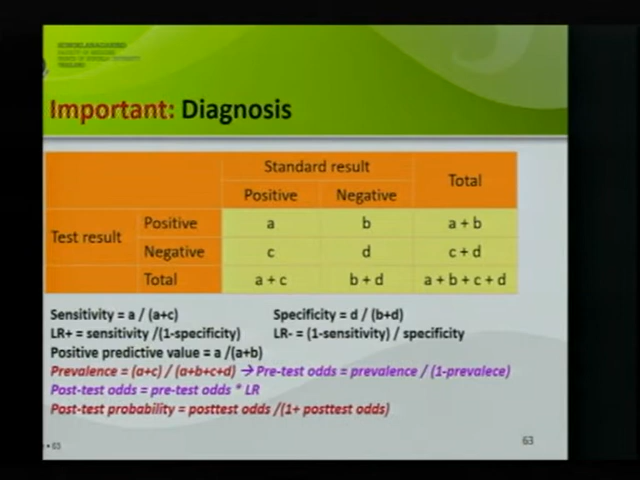 SONGKLANAGARIND
Important: Diagnosis
Standard result Total
Positive Negative
Test result Positive a b a + b
Negative c d c + d
Total a + c b + d a + b + c + d
Sensitivity = a / (a+c) Specificity = d / (b+d)
LR+ = sensitivity /(1-specificity) LR- = (1-sensitivity) / specificity
Positive predictive value = a /(a+b)
Prevalence = (a+c) / (a+b+c+d) → Pre-test odds = prevalence / (1-prevalece)
Post-test odds = pre-test odds * LR
Post-test probability = posttest odds /(1+ posttest odds)
• 63 63